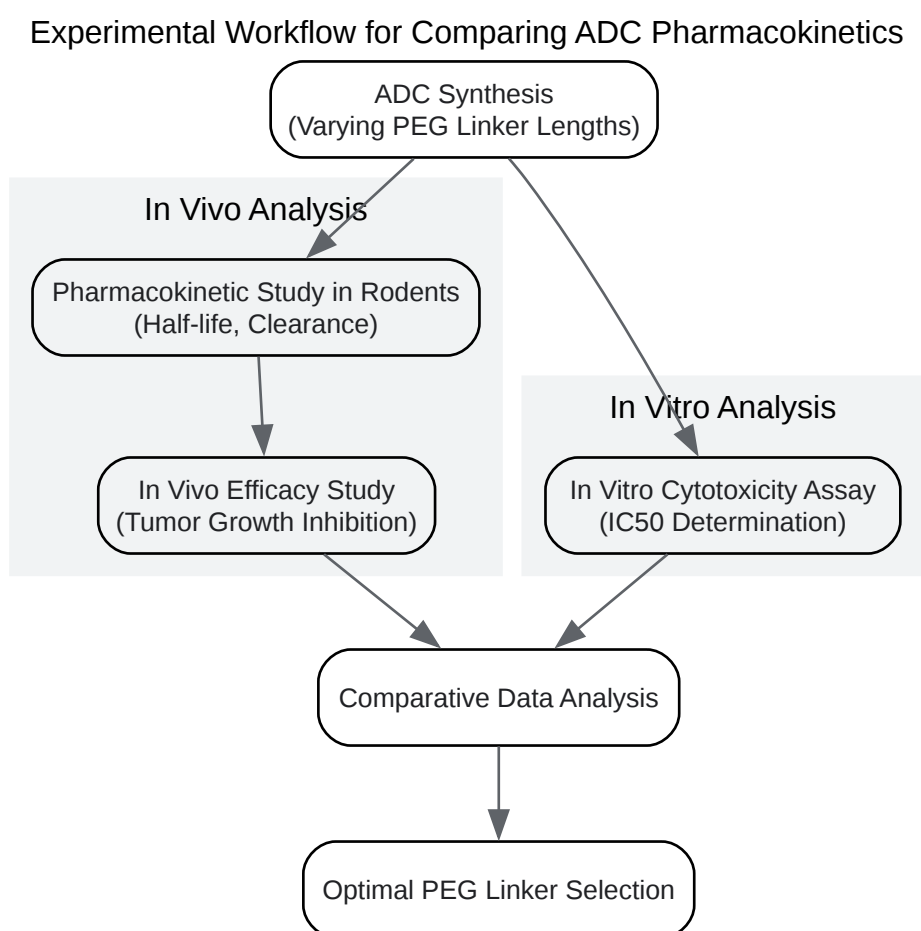 Experimental Workflow for Comparing ADC Pharmacokinetics
ADC Synthesis
(Varying PEG Linker Lengths)
In Vivo Analysis
Pharmacokinetic Study in Rodents
(Half-life, Clearance)
In Vitro Analysis
In Vivo Efficacy Study
(Tumor Growth Inhibition)
In Vitro Cytotoxicity Assay
(IC50 Determination)
Comparative Data Analysis
Optimal PEG Linker Selection